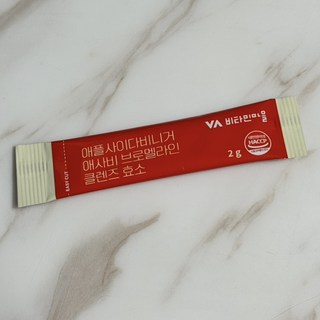 애플사이다비니거
애사비 브로멜라인
클렌즈 효소
VA 비타민마을
HACCP
2g
EASY CUT